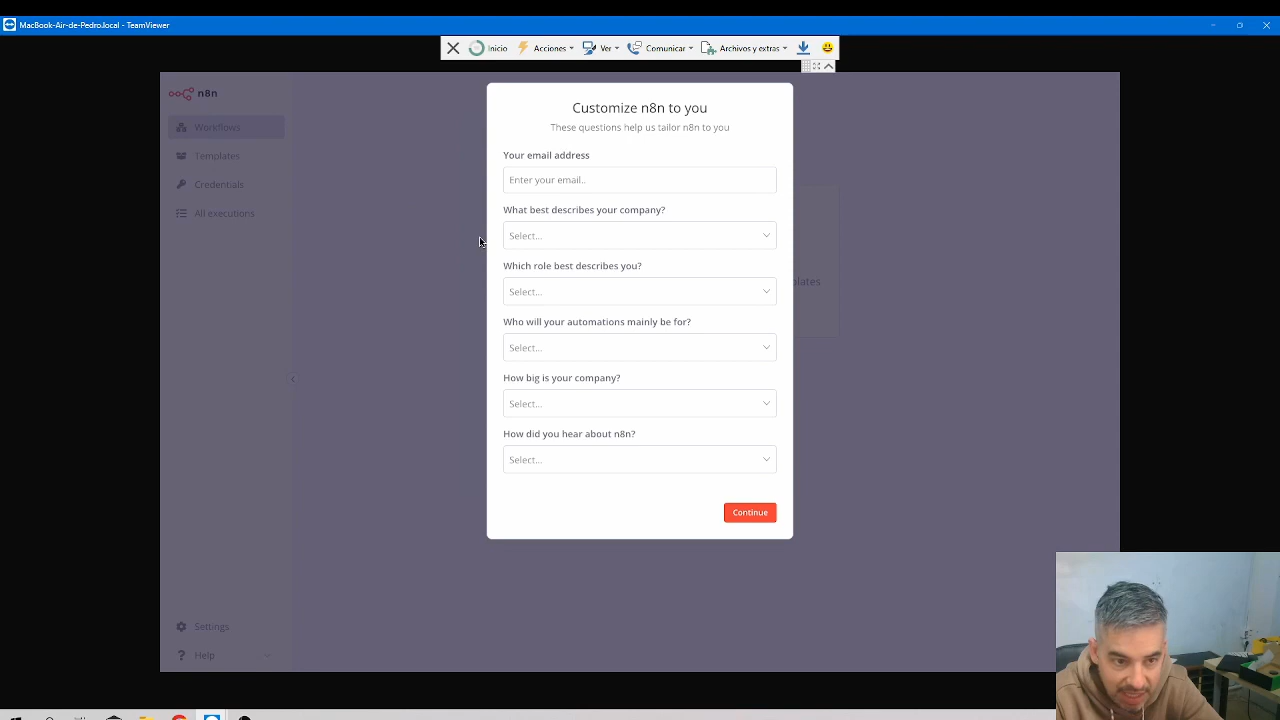 MacBook-Air-de-Pedro.local - TeamViewer
Inicio
Acciones
Ver
Comunicar
Archivos y extras
n8n
Workflows
Templates
Credentials
All executions
Customize n8n to you
These questions help us tailor n8n to you
Your email address
Enter your email..
What best describes your company?
Select...
Which role best describes you?
Select...
Who will your automations mainly be for?
Select...
How big is your company?
Select...
How did you hear about n8n?
Select...
Continue
plates
Settings
Help